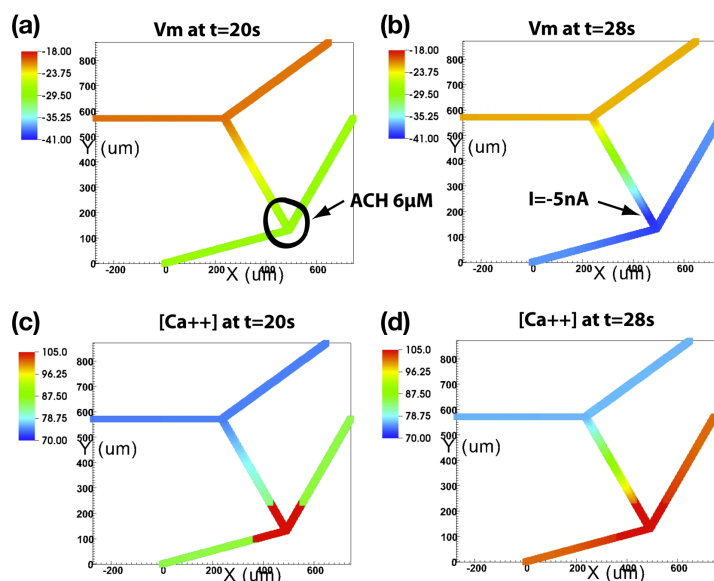 (a)
Vm at t=20s
-18.00
-23.75
-29.50
-35.25
-41.00
800
700
600
500
400
300
200
100
0
Y (um)
ACH 6µM
-200 0 200 400 600
X (um)
(b)
Vm at t=28s
-18.00
-23.75
-29.50
-35.25
-41.00
800
700
600
500
400
300
200
100
0
Y (um)
I=-5nA
-200 0 200 400 600
X (um)
(c)
[Ca++] at t=20s
105.0
96.25
87.50
78.75
70.00
800
700
600
500
400
300
200
100
0
Y (um)
-200 0 200 400 600
X (um)
(d)
[Ca++] at t=28s
105.0
96.25
87.50
78.75
70.00
800
700
600
500
400
300
200
100
0
Y (um)
-200 0 200 400 600
X (um)